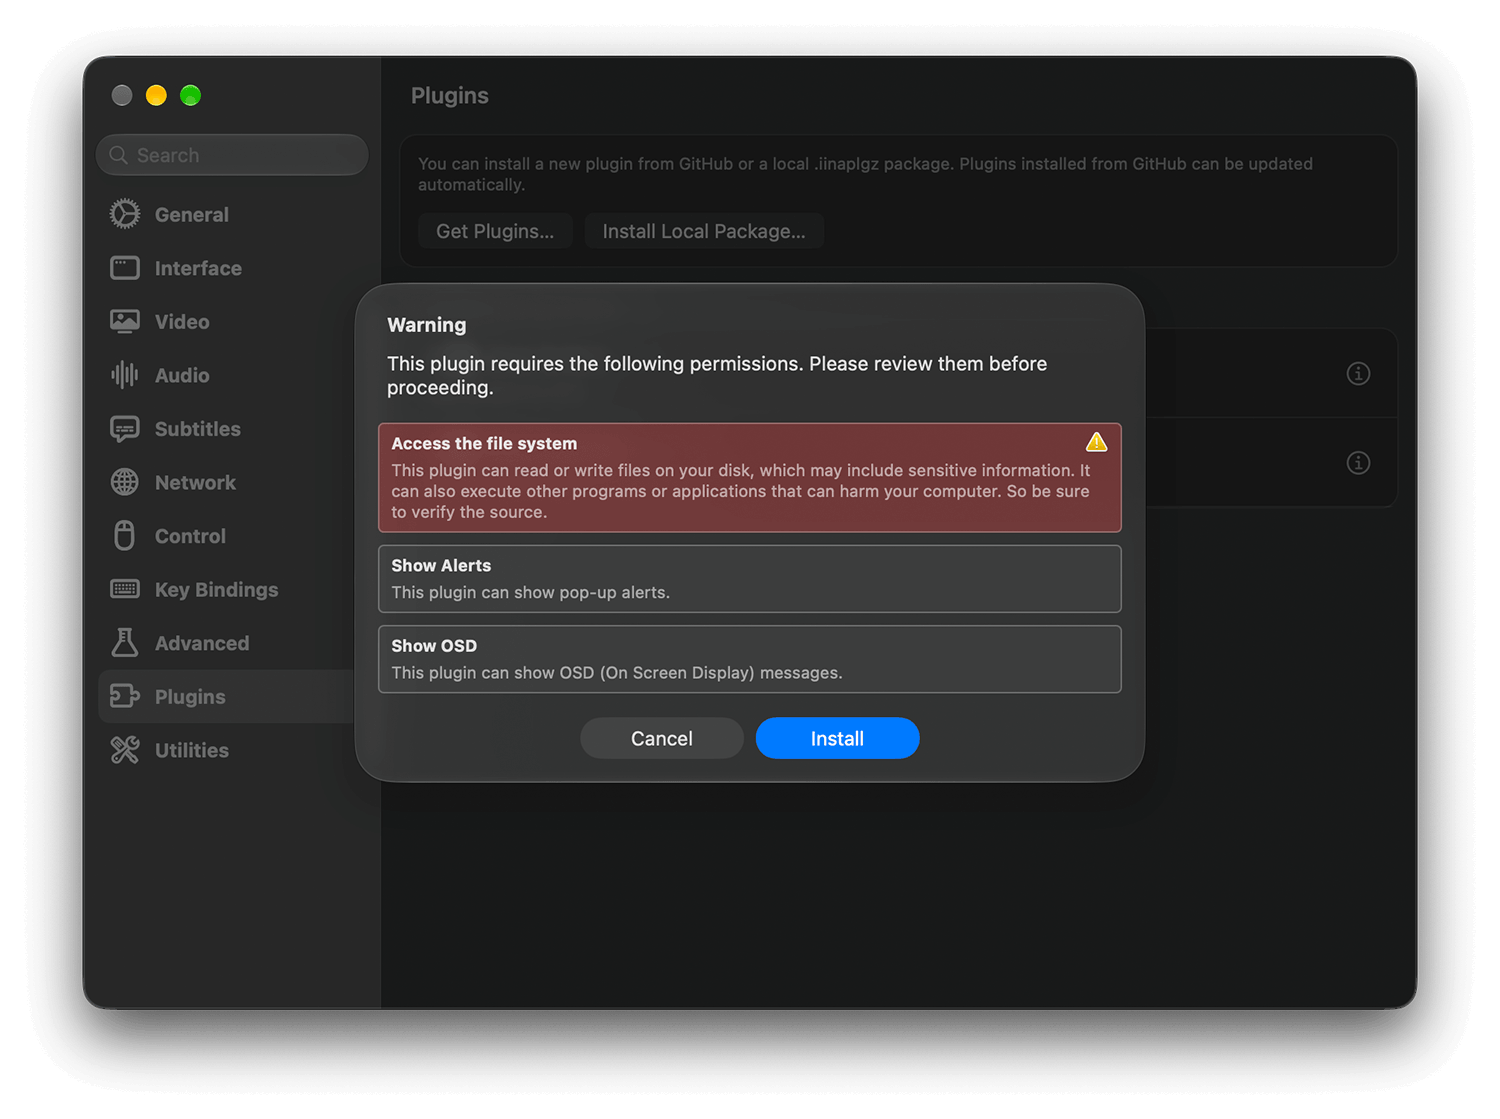 Search
General
Interface
Video
Audio
Subtitles
Network
Control
Key Bindings
Advanced
Plugins
Utilities
Plugins
You can install a new plugin from GitHub or a local .iinaplgz package. Plugins installed from GitHub can be updated
automatically.
Get Plugins...
Install Local Package...
Warning
This plugin requires the following permissions. Please review them before
proceeding.
Access the file system
This plugin can read or write files on your disk, which may include sensitive information. It
can also execute other programs or applications that can harm your computer. So be sure
to verify the source.
Show Alerts
This plugin can show pop-up alerts.
Show OSD
This plugin can show OSD (On Screen Display) messages.
Cancel
Install